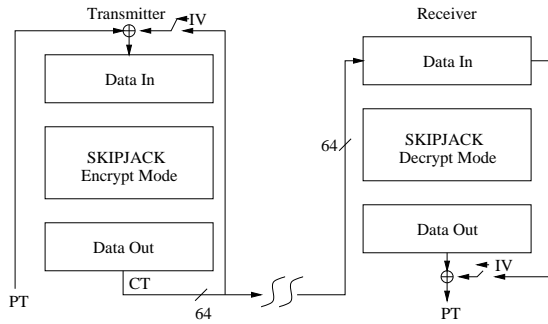 Transmitter
IV
Data In
SKIPJACK
Encrypt Mode
Data Out
CT
PT
64
Receiver
Data In
64
SKIPJACK
Decrypt Mode
Data Out
IV
PT